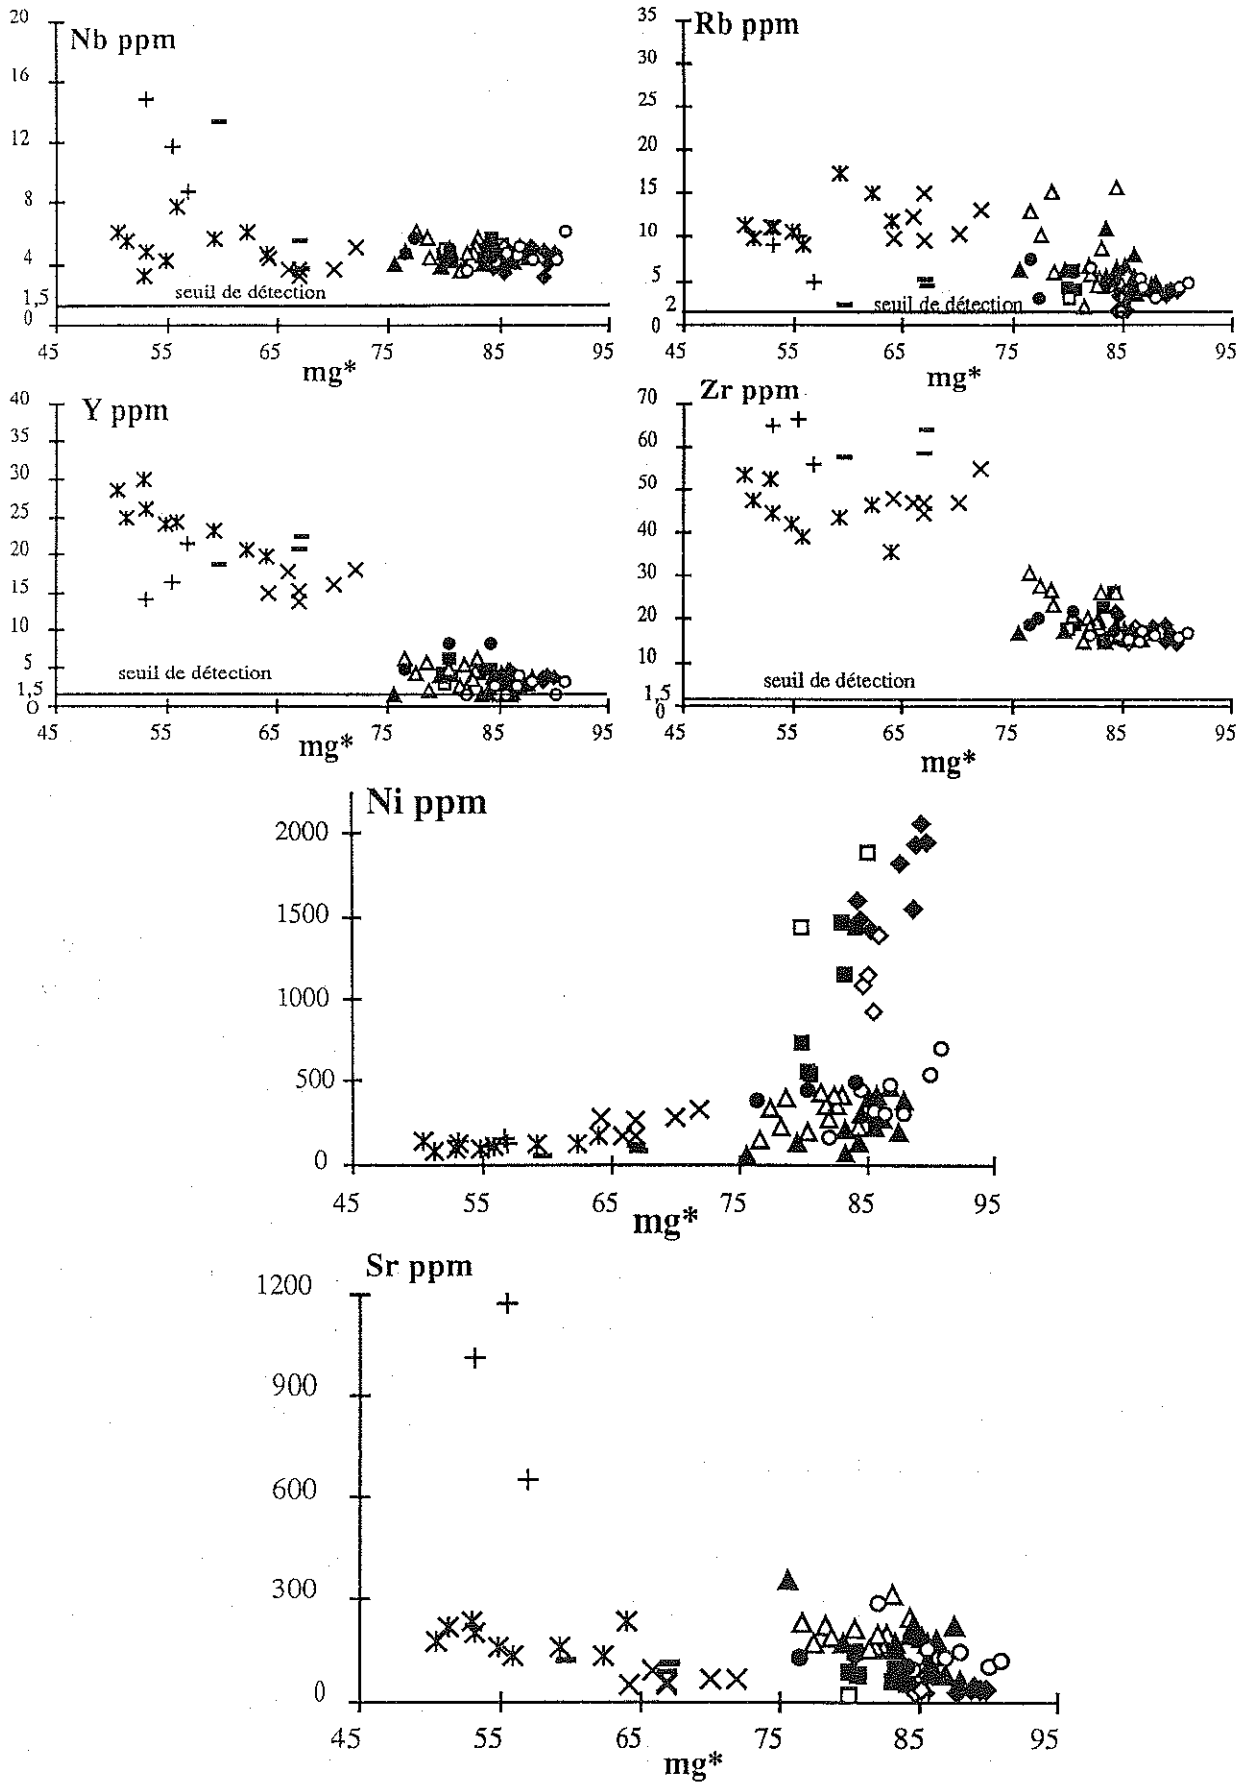 Nb ppm
20
16
12
8
4
1,5
0
seuil de détection
45 55 65 75 85 95
mg*
Rb ppm
35
30
25
20
15
10
5
2
0
seuil de détection
45 55 65 75 85 95
mg*
Y ppm
40
35
30
25
20
15
10
5
1,5
0
seuil de détection
45 55 65 75 85 95
mg*
Zr ppm
70
60
50
40
30
20
10
1,5
0
seuil de détection
45 55 65 75 85 95
mg*
Ni ppm
2000
1500
1000
500
0
45 55 65 75 85 95
mg*
Sr ppm
1200
900
600
300
0
45 55 65 75 85 95
mg*